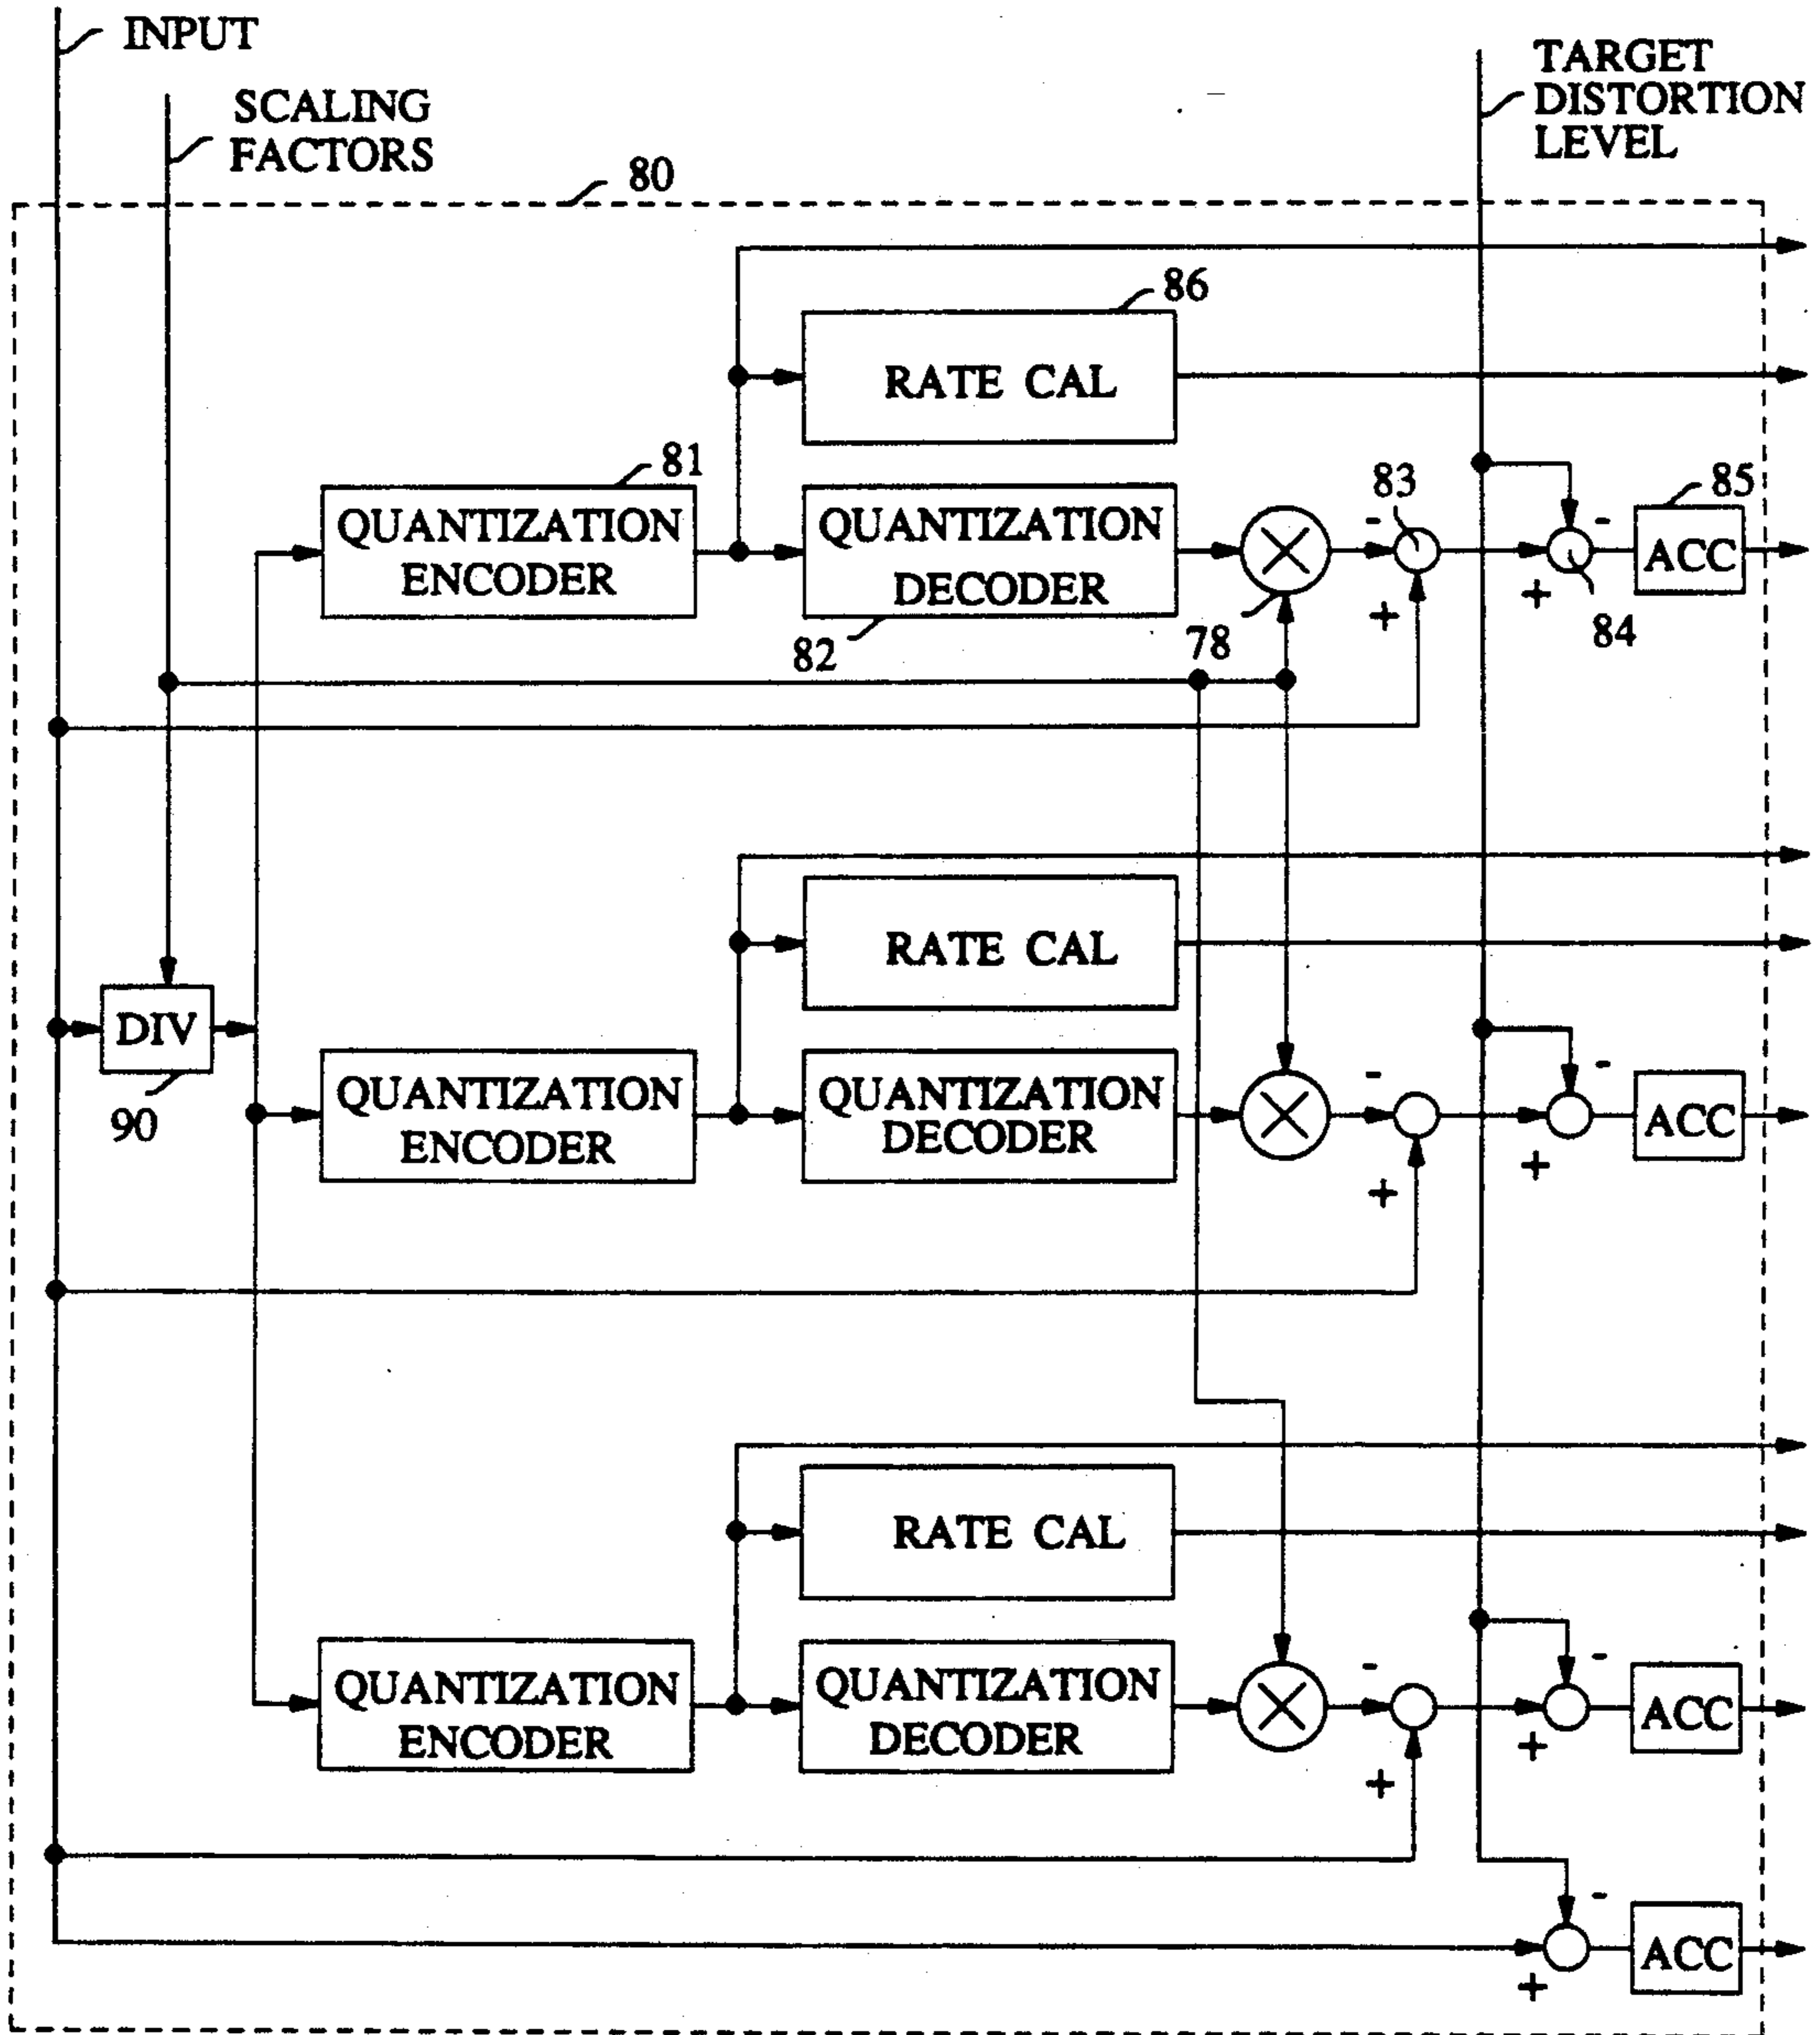 INPUT
SCALING
FACTORS
TARGET
DISTORTION
LEVEL
80
86
RATE CAL
81
QUANTIZATION
ENCODER
QUANTIZATION
DECODER
82
78
-
83
+
-
+
84
85
ACC
DIV
90
RATE CAL
QUANTIZATION
ENCODER
QUANTIZATION
DECODER
-
+
-
+
ACC
RATE CAL
QUANTIZATION
ENCODER
QUANTIZATION
DECODER
-
+
-
+
ACC
-
+
ACC